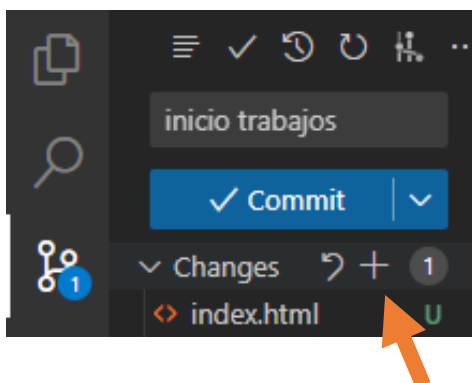 inicio trabajos
Commit
Changes 1
1
index.html U